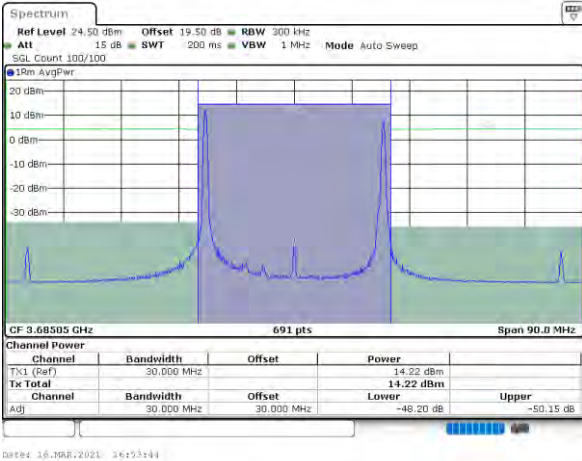 Spectrum
Ref Level 24.50 dBm Offset 19.50 dB RBW 300 kHz
Att 15 dB SWT 200 ms VBW 1 MHz Mode Auto Sweep
SGL Count 100/100
1Rm AvgPwr
20 dBm
10 dBm
0 dBm
-10 dBm
-20 dBm
-30 dBm
CF 3.68505 GHz 691 pts Span 90.0 MHz
Channel Power
Channel Bandwidth Offset Power
TX1 (Ref) 30.000 MHz 14.22 dBm
Tx Total 14.22 dBm
Channel Bandwidth Offset Lower Upper
Adj 30.000 MHz 30.000 MHz -48.20 dB -50.15 dB
Date: 16.MAR.2021 16:53:44